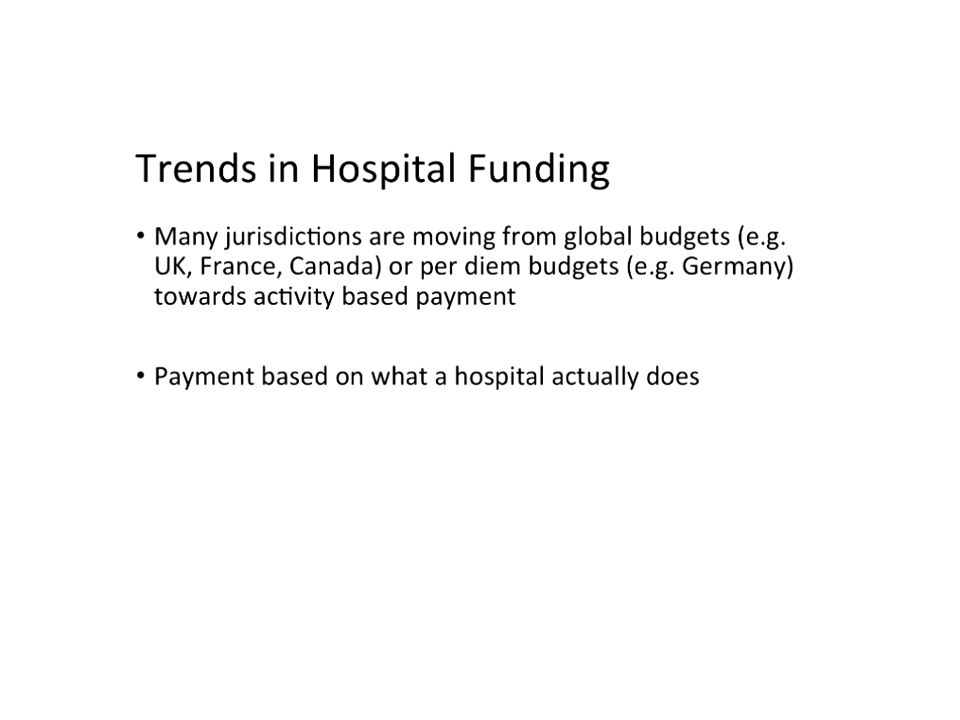 Trends in Hospital Funding
• Many jurisdictions are moving from global budgets (e.g.
UK, France, Canada) or per diem budgets (e.g. Germany)
towards activity based payment
• Payment based on what a hospital actually does